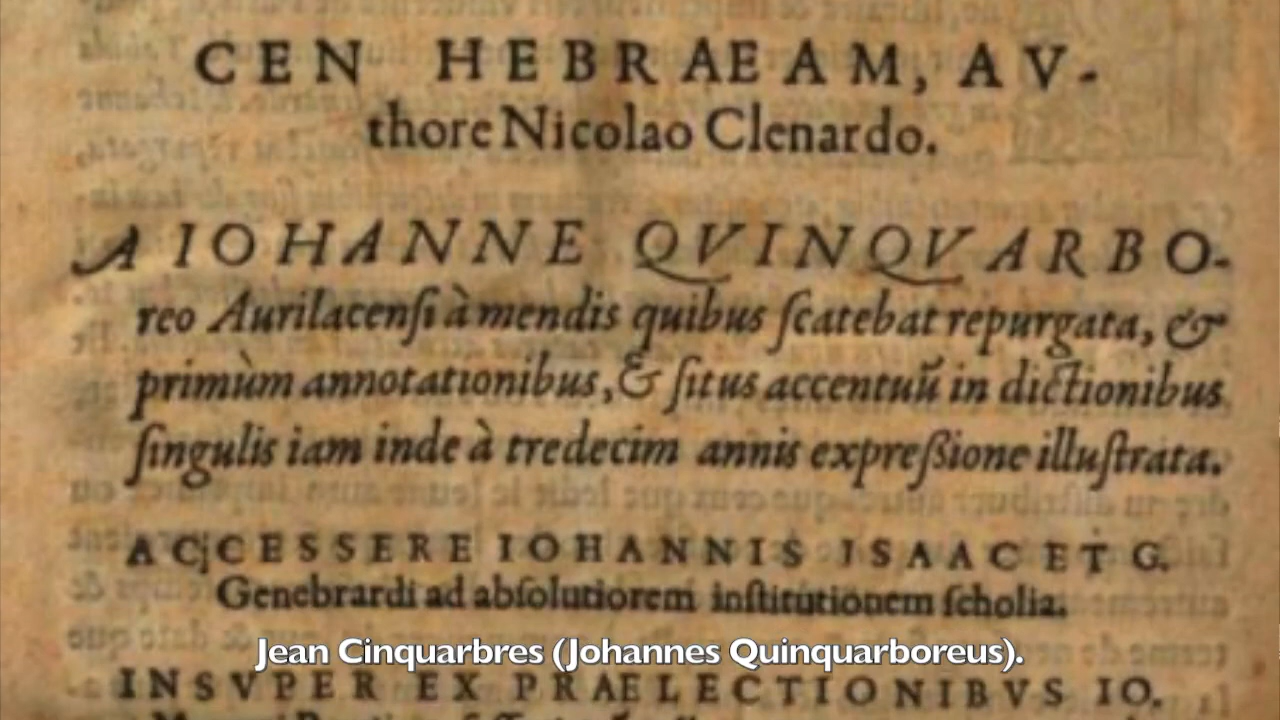 CEN HEBRAEAM, AV-
thore Nicolao Clenardo.
A IOHANNE QVINQVARBO-
reo Aurilacenſi à mendis quibus ſcatebat repurgata, &
primùm annotationibus, & ſitus accentuũ in dictionibus
ſingulis iam inde à tredecim annis expreßione illuſtrata.
ACCESSERE IOHANNIS ISAAC ET G.
Genebrardi ad abſolutiorem inſtitutionem ſcholia.
Jean Cinquarbres (Johannes Quinquarboreus).
INSVPER EX PRAELECTIONIBVS IO.